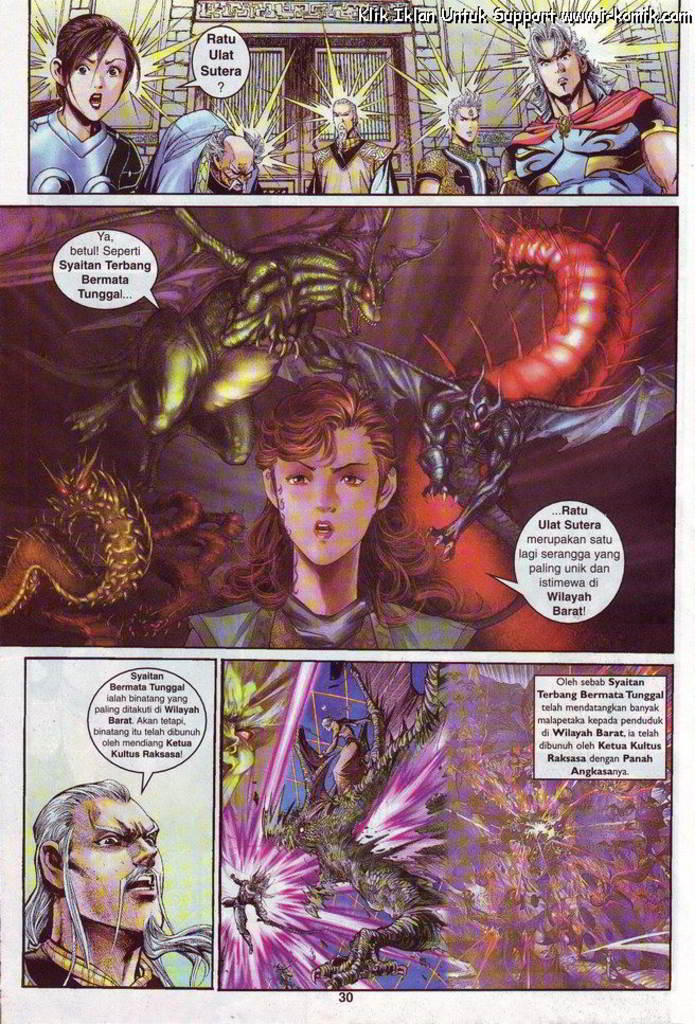 Klik Iklan Untuk Support www.i-komik.com
Ratu
Ulat
Sutera
?
Ya,
betul! Seperti
Syaitan Terbang
Bermata
Tunggal...
...Ratu
Ulat Sutera
merupakan satu
lagi serangga yang
paling unik dan
istimewa di
Wilayah
Barat!
Syaitan
Bermata Tunggal
ialah binatang yang
paling ditakuti di Wilayah
Barat. Akan tetapi,
binatang itu telah dibunuh
oleh mendiang Ketua
Kultus Raksasa!
Oleh sebab Syaitan
Terbang Bermata Tunggal
telah mendatangkan banyak
malapetaka kepada penduduk
di Wilayah Barat, ia telah
dibunuh oleh Ketua Kultus
Raksasa dengan Panah
Angkasanya.
30